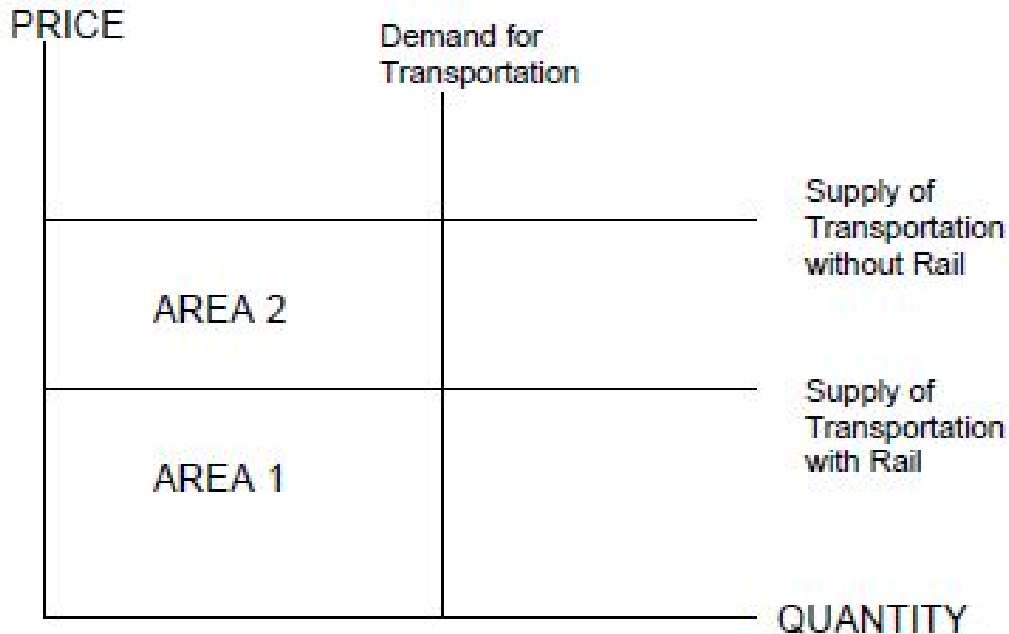 PRICE
Demand for
Transportation
Supply of
Transportation
without Rail
AREA 2
Supply of
Transportation
with Rail
AREA 1
QUANTITY